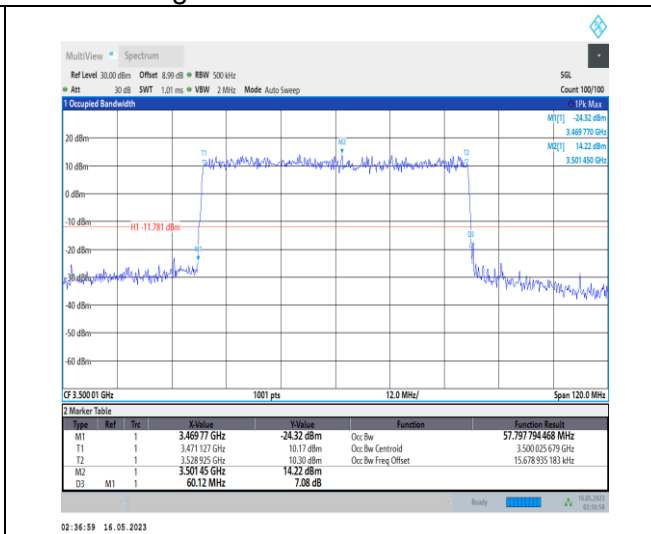 MultiView Spectrum
Ref Level 30.00 dBm Offset 8.99 dB RBW 500 kHz SGL
Att 30 dB SWT 1.01 ms VBW 2 MHz Mode Auto Sweep Count 100/100
1 Occupied Bandwidth 1Pk Max
M1[1] -24.32 dBm
3.469 770 GHz
M2[1] 14.22 dBm
3.501 450 GHz
20 dBm
10 dBm
0 dBm
-10 dBm
-20 dBm
-30 dBm
-40 dBm
-50 dBm
-60 dBm
T1
M2
T2
H1 -11.781 dBm
M1
D3
CF 3.500 01 GHz 1001 pts 12.0 MHz/ Span 120.0 MHz
2 Marker Table
Type Ref Trc X-Value Y-Value Function Function Result
M1 1 3.469 77 GHz -24.32 dBm Occ Bw 57.797 794 468 MHz
T1 1 3.471 127 GHz 10.17 dBm Occ Bw Centroid 3.500 025 679 GHz
T2 1 3.528 925 GHz 10.30 dBm Occ Bw Freq Offset 15.678 935 183 kHz
M2 1 3.501 45 GHz 14.22 dBm
D3 M1 1 60.12 MHz 7.08 dB
Ready 16.05.2023
02:36:58
02:36:59 16.05.2023